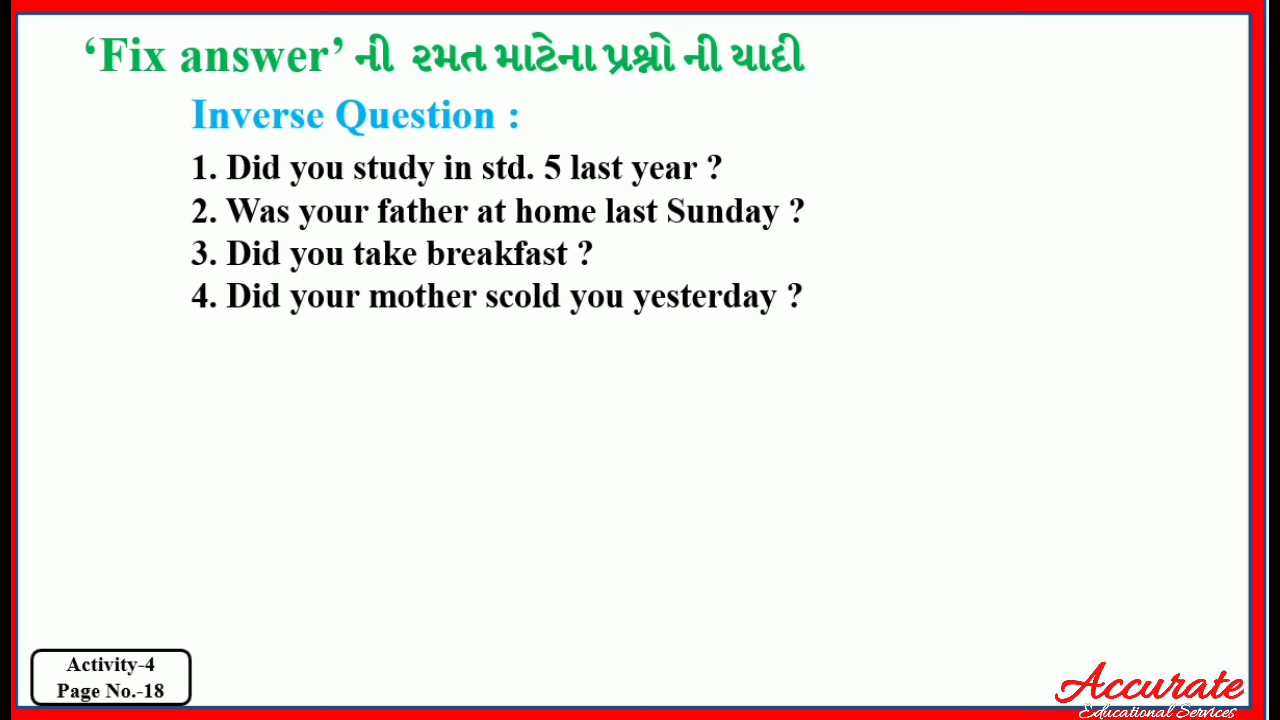 ‘Fix answer’ ની રમત માટેના પ્રશ્નો ની યાદી
Inverse Question :
1. Did you study in std. 5 last year ?
2. Was your father at home last Sunday ?
3. Did you take breakfast ?
4. Did your mother scold you yesterday ?
Activity-4
Page No.-18
Accurate
Educational Services